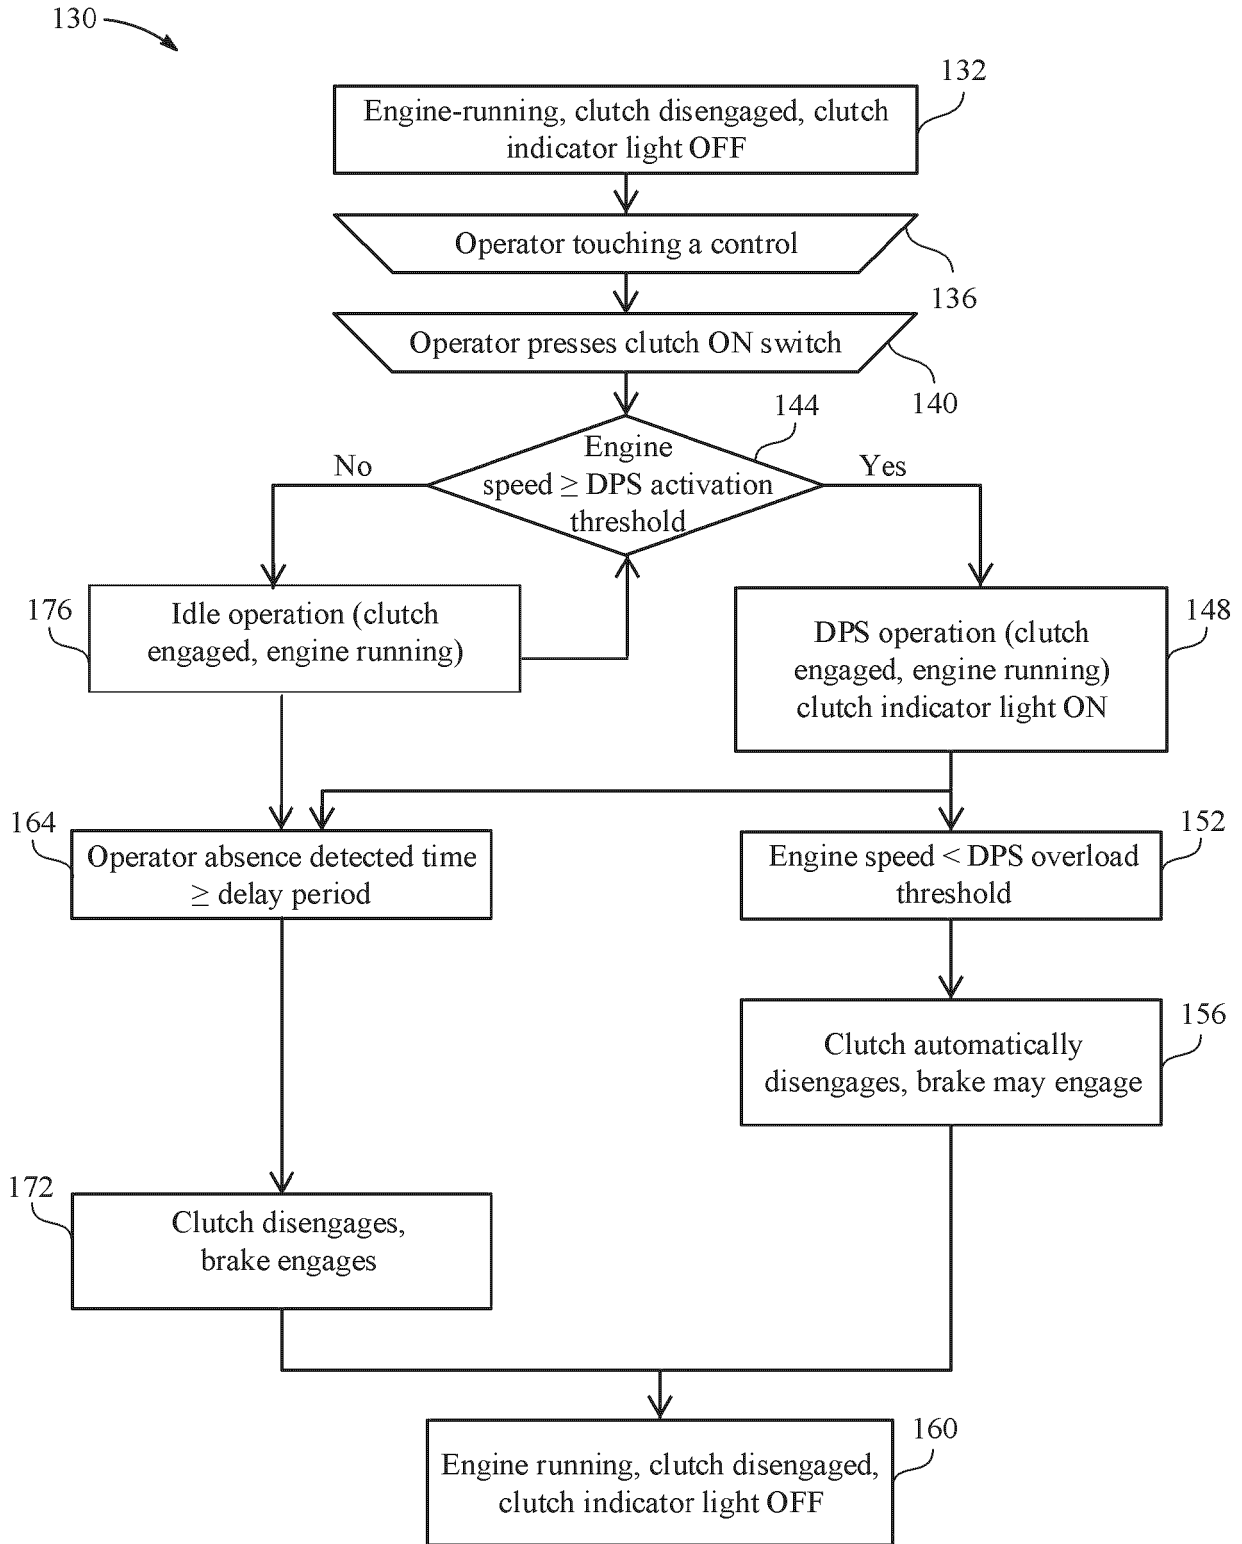 130
132
Engine-running, clutch disengaged, clutch
indicator light OFF
Operator touching a control
136
Operator presses clutch ON switch
140
144
Engine
speed ≥ DPS activation
threshold
No
Yes
176
Idle operation (clutch
engaged, engine running)
148
DPS operation (clutch
engaged, engine running)
clutch indicator light ON
164
Operator absence detected time
≥ delay period
152
Engine speed < DPS overload
threshold
156
Clutch automatically
disengages, brake may engage
172
Clutch disengages,
brake engages
160
Engine running, clutch disengaged,
clutch indicator light OFF